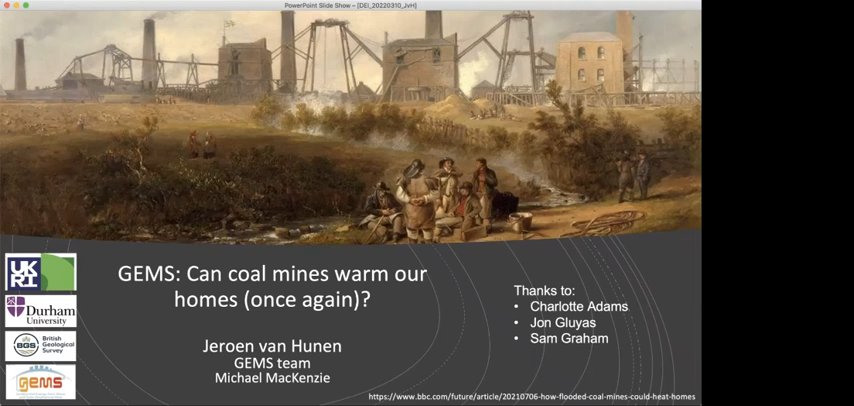 PowerPoint Slide Show – [DEI_20220310_JvH]
UK
RI
Durham
University
BGS
British
Geological
Survey
gems
GEMS: Can coal mines warm our
homes (once again)?
Jeroen van Hunen
GEMS team
Michael MacKenzie
Thanks to:
• Charlotte Adams
• Jon Gluyas
• Sam Graham
https://www.bbc.com/future/article/20210706-how-flooded-coal-mines-could-heat-homes